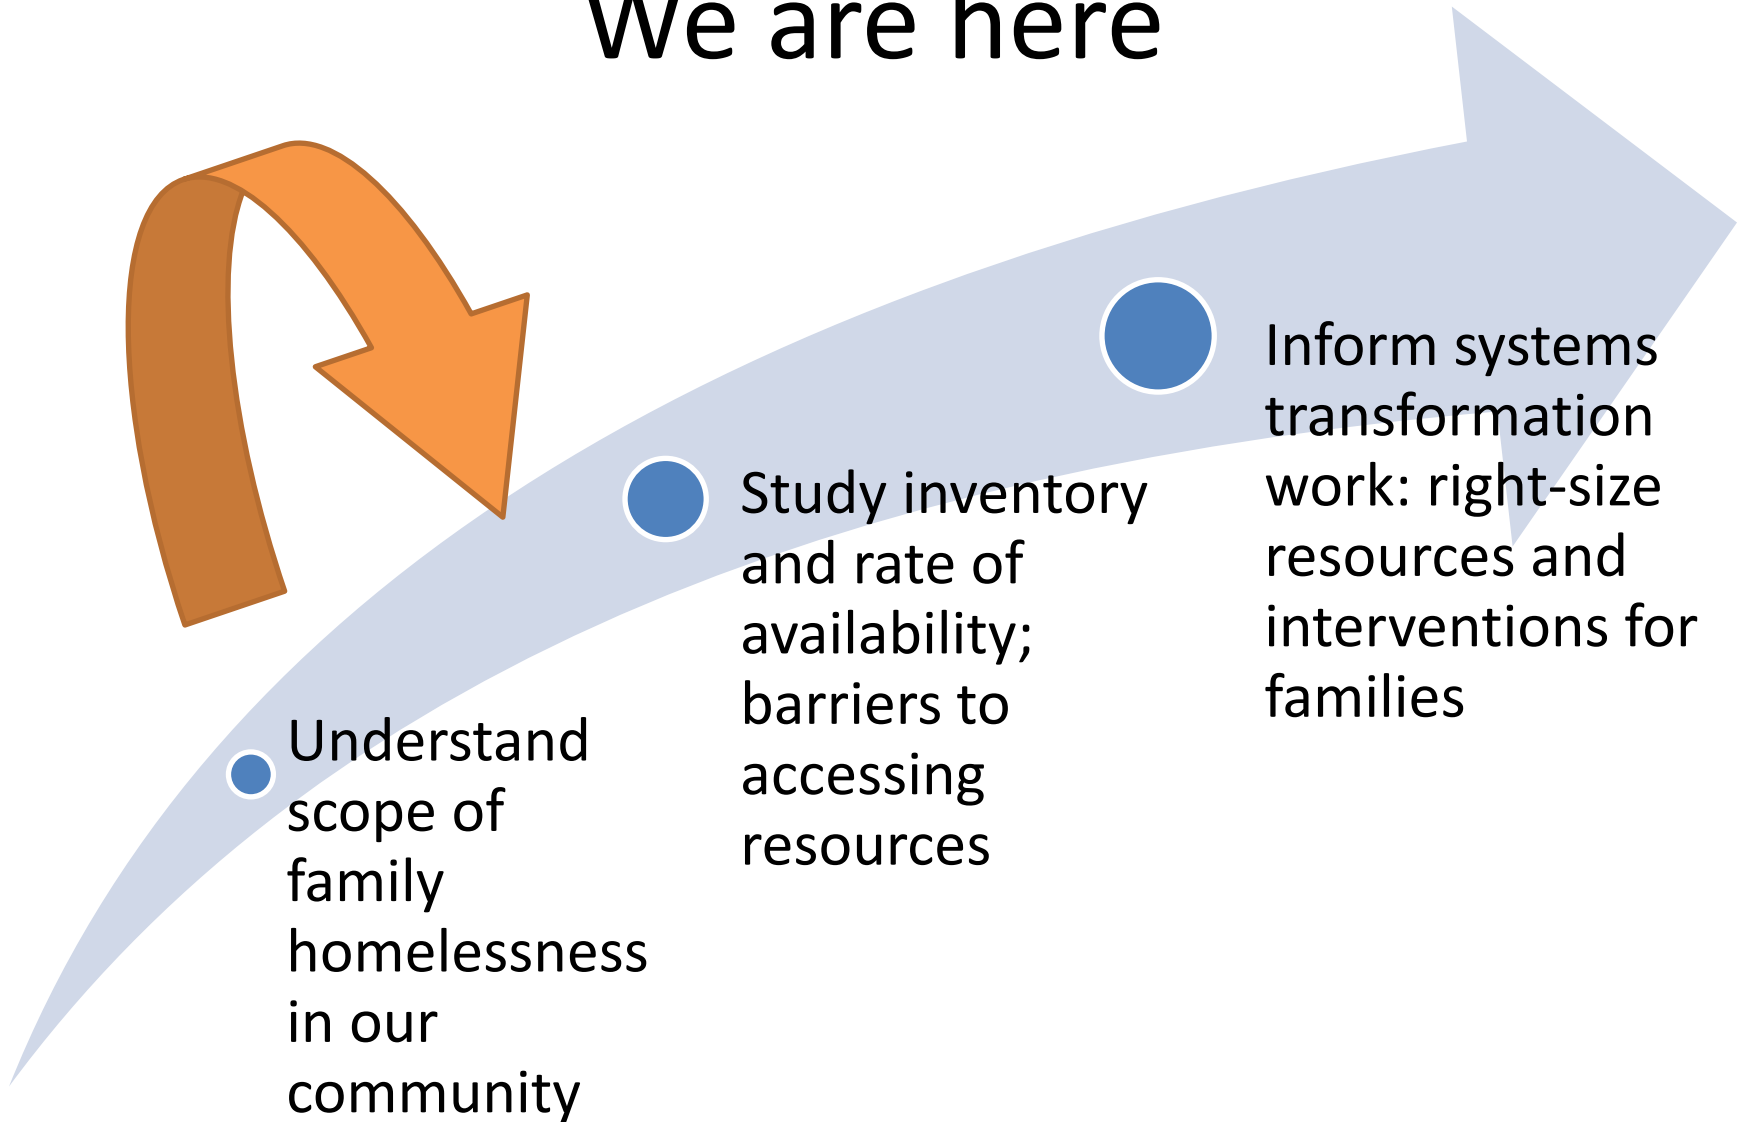 We are here
Understand
scope of
family
homelessness
in our
community
Study inventory
and rate of
availability;
barriers to
accessing
resources
Inform systems
transformation
work: right-size
resources and
interventions for
families